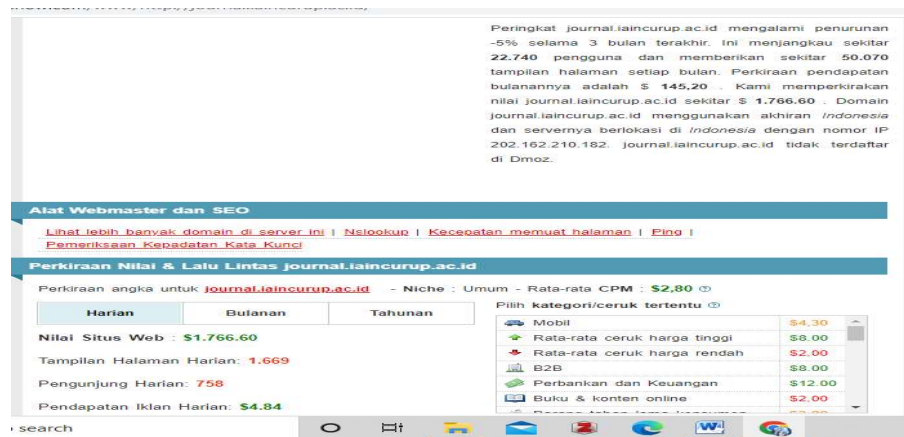 Peringkat journal.iaincurup.ac.id mengalami penurunan
-5% selama 3 bulan terakhir. Ini menjangkau sekitar
22.740 pengguna dan memberikan sekitar 50.070
tampilan halaman setiap bulan. Perkiraan pendapatan
bulanannya adalah $ 145,20 . Kami memperkirakan
nilai journal.iaincurup.ac.id sekitar $ 1.766.60 . Domain
journal.iaincurup.ac.id menggunakan akhiran Indonesia
dan servernya berlokasi di Indonesia dengan nomor IP
202.162.210.182. journal.iaincurup.ac.id tidak terdaftar
di Dmoz.
Alat Webmaster dan SEO
Lihat lebih banyak domain di server ini | Nslookup | Kecepatan memuat halaman | Ping |
Pemeriksaan Kepadatan Kata Kunci
Perkiraan Nilai & Lalu Lintas journal.iaincurup.ac.id
Perkiraan angka untuk journal.iaincurup.ac.id - Niche : Umum - Rata-rata CPM : $2,80
Harian Bulanan Tahunan
Nilai Situs Web : $1.766.60
Tampilan Halaman Harian: 1.669
Pengunjung Harian: 758
Pendapatan Iklan Harian: $4.84
Pilih kategori/ceruk tertentu
Mobil $4,30
Rata-rata ceruk harga tinggi $8.00
Rata-rata ceruk harga rendah $2.00
B2B $8.00
Perbankan dan Keuangan $12.00
Buku & konten online $2,00
search